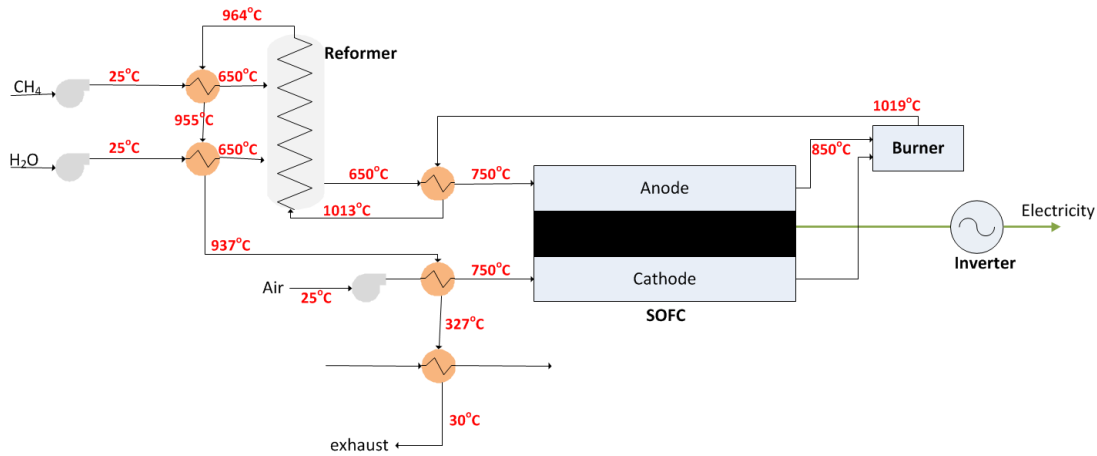 964°C
Reformer
CH₄
25°C
650°C
1019°C
955°C
H₂O
25°C
650°C
850°C
Burner
650°C
750°C
Anode
1013°C
Electricity
937°C
Inverter
Air
25°C
750°C
Cathode
SOFC
327°C
30°C
exhaust